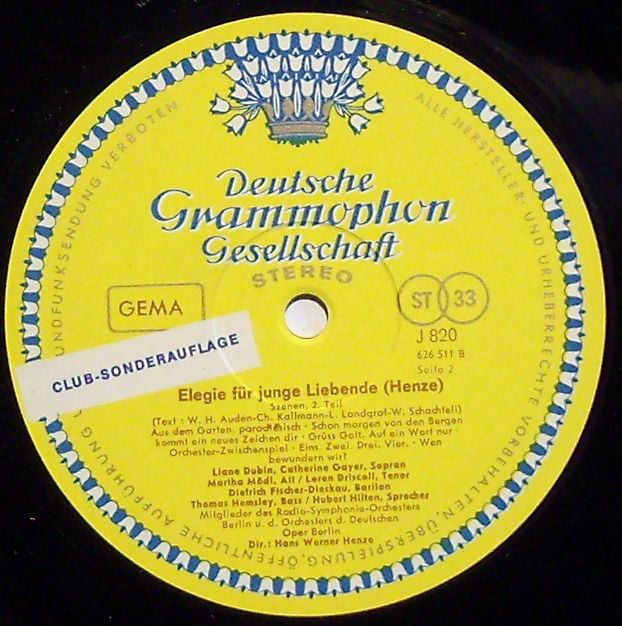 RUNDFUNKSENDUNG VERBOTEN
ALLE HERSTELLER- UND URHEBERRECHTE VORBEHALTEN, ÜBERSPIELUNG, ÖFFENTLICHE AUFFÜHRUNG
Deutsche
Grammophon
Gesellschaft
STEREO
GEMA
ST 33
J 820
626 511 B
Seite 2
CLUB-SONDERAUFLAGE
Elegie für junge Liebende (Henze)
Szenen, 2. Teil
(Text : W. H. Auden-Ch. Kallmann-L. Landgraf-W. Schachteli)
Aus dem Garten, paradiesisch · Schon morgen von den Bergen
kommt ein neues Zeichen dir · Grüss Gott. Auf ein Wort nur ·
Orchester-Zwischenspiel · Eins. Zwei. Drei. Vier. · Wen
bewundern wir?
Liane Dubin, Catherine Gayer, Sopran
Martha Mödl, Alt / Loren Driscoll, Tenor
Dietrich Fischer-Dieskau, Bariton
Thomas Hemsley, Bass / Hubert Hilten, Sprecher
Mitglieder des Radio-Symphonie-Orchesters
Berlin u. d. Orchesters d. Deutschen
Oper Berlin
Dir.: Hans Werner Henze